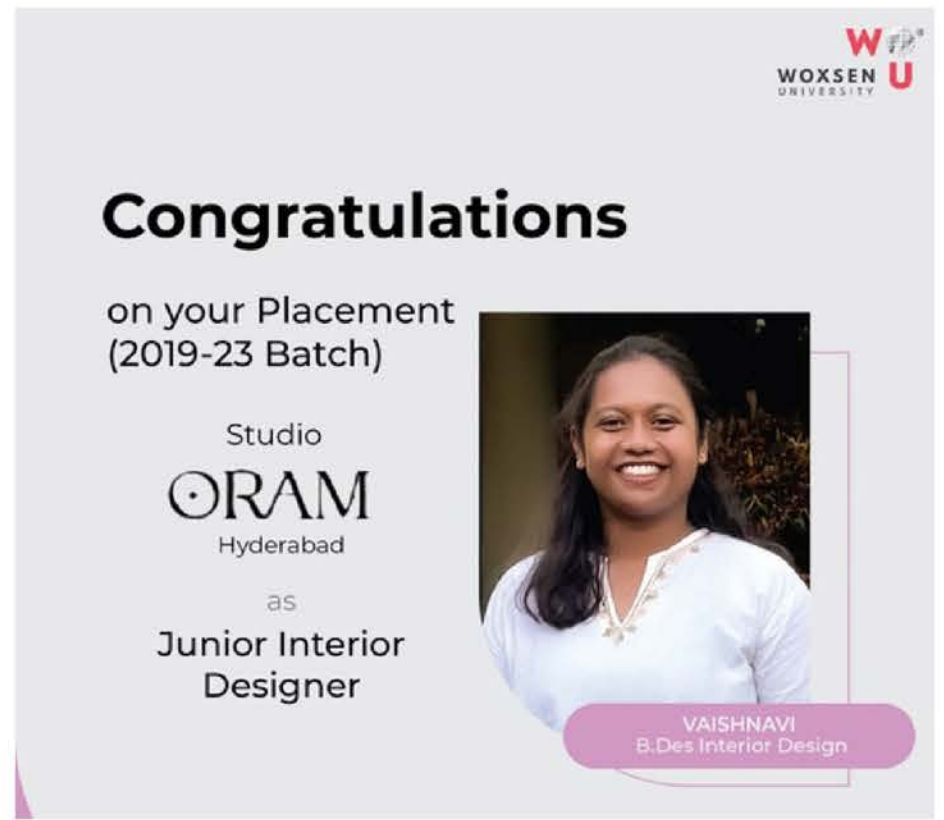 W U
WOXSEN
UNIVERSITY
Congratulations
on your Placement
(2019-23 Batch)
Studio
ORAM
Hyderabad
as
Junior Interior
Designer
VAISHNAVI
B.Des Interior Design